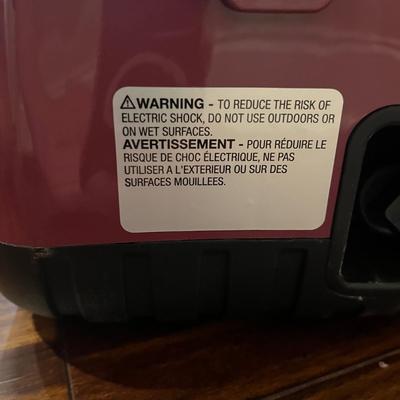 ⚠WARNING - TO REDUCE THE RISK OF
ELECTRIC SHOCK, DO NOT USE OUTDOORS OR
ON WET SURFACES.
AVERTISSEMENT - POUR RÉDUIRE LE
RISQUE DE CHOC ÉLECTRIQUE, NE PAS
UTILISER A L'EXTERIEUR OU SUR DES
SURFACES MOUILLEES.